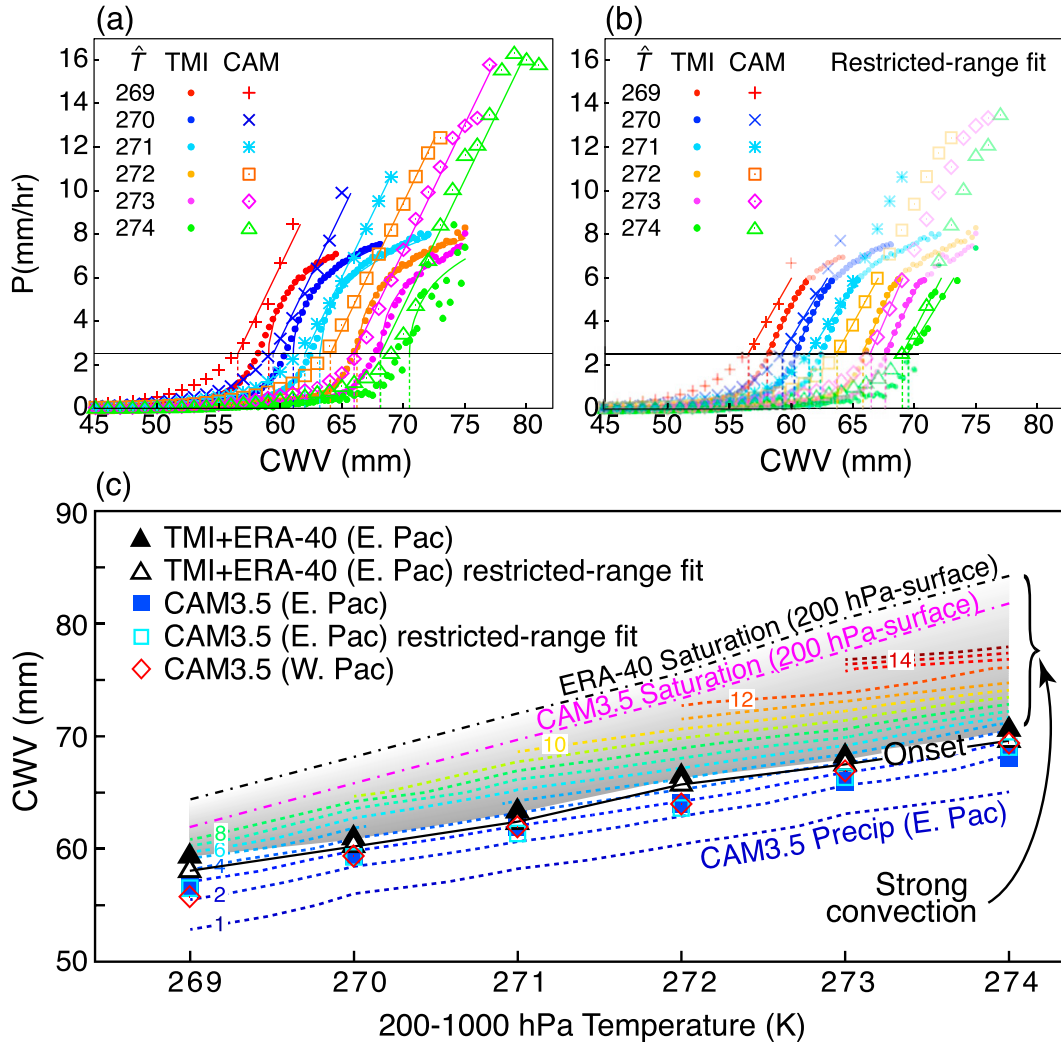 (a)
T̂ TMI CAM
269
270
271
272
273
274
16
14
12
10
8
6
4
2
0
P(mm/hr)
45 50 55 60 65 70 75 80
CWV (mm)
(b)
T̂ TMI CAM Restricted-range fit
269
270
271
272
273
274
16
14
12
10
8
6
4
2
0
45 50 55 60 65 70 75 80
CWV (mm)
(c)
90
80
70
60
50
CWV (mm)
TMI+ERA-40 (E. Pac)
TMI+ERA-40 (E. Pac) restricted-range fit
CAM3.5 (E. Pac)
CAM3.5 (E. Pac) restricted-range fit
CAM3.5 (W. Pac)
ERA-40 Saturation (200 hPa-surface)
CAM3.5 Saturation (200 hPa-surface)
14
12
10
8
6
4
2
1
Onset
CAM3.5 Precip (E. Pac)
Strong
convection
269 270 271 272 273 274
200-1000 hPa Temperature (K)